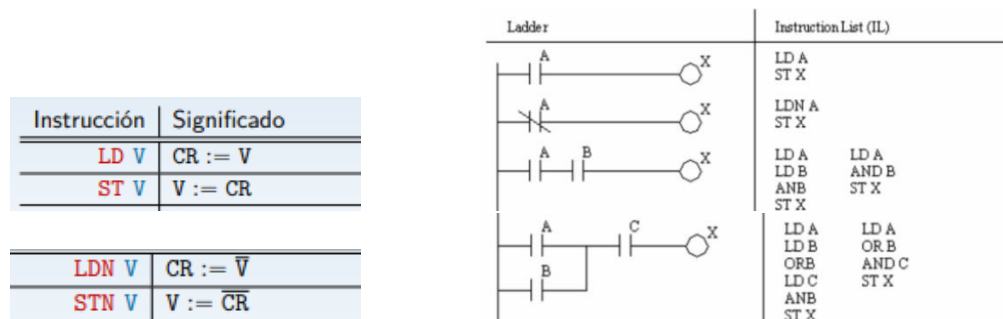 Instrucción Significado
LD V CR := V
ST V V := CR
LDN V CR := V̅
STN V V := C̅R̅
Ladder Instruction List (IL)
A X LD A
ST X
A X LDN A
ST X
A B X LD A LD A
LD B AND B
ANB ST X
ST X
A C X LD A LD A
LD B OR B
B ORB AND C
LD C ST X
ANB
ST X